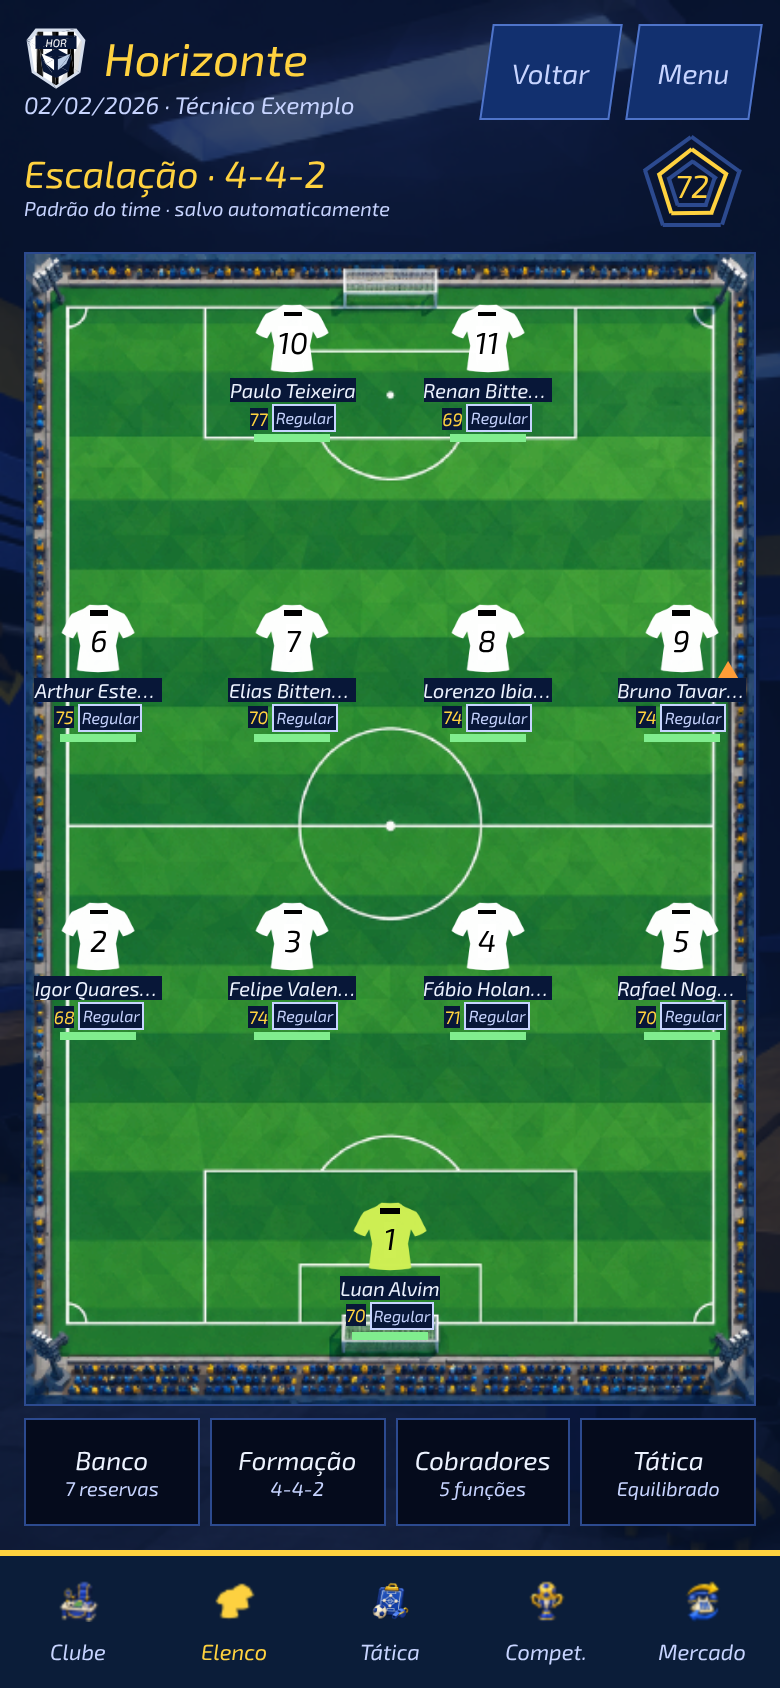 HOR
Horizonte
02/02/2026 · Técnico Exemplo
Voltar
Menu
Escalação · 4-4-2
Padrão do time · salvo automaticamente
72
10
11
Paulo Teixeira
Renan Bitte...
77 Regular
69 Regular
6
7
8
9
Arthur Este...
Elias Bitten...
Lorenzo Ibia...
Bruno Tavar...
75 Regular
70 Regular
74 Regular
74 Regular
2
3
4
5
Igor Quares...
Felipe Valen...
Fábio Holan...
Rafael Nog...
68 Regular
74 Regular
71 Regular
70 Regular
1
Luan Alvim
70 Regular
Banco
7 reservas
Formação
4-4-2
Cobradores
5 funções
Tática
Equilibrado
Clube
Elenco
Tática
Compet.
Mercado